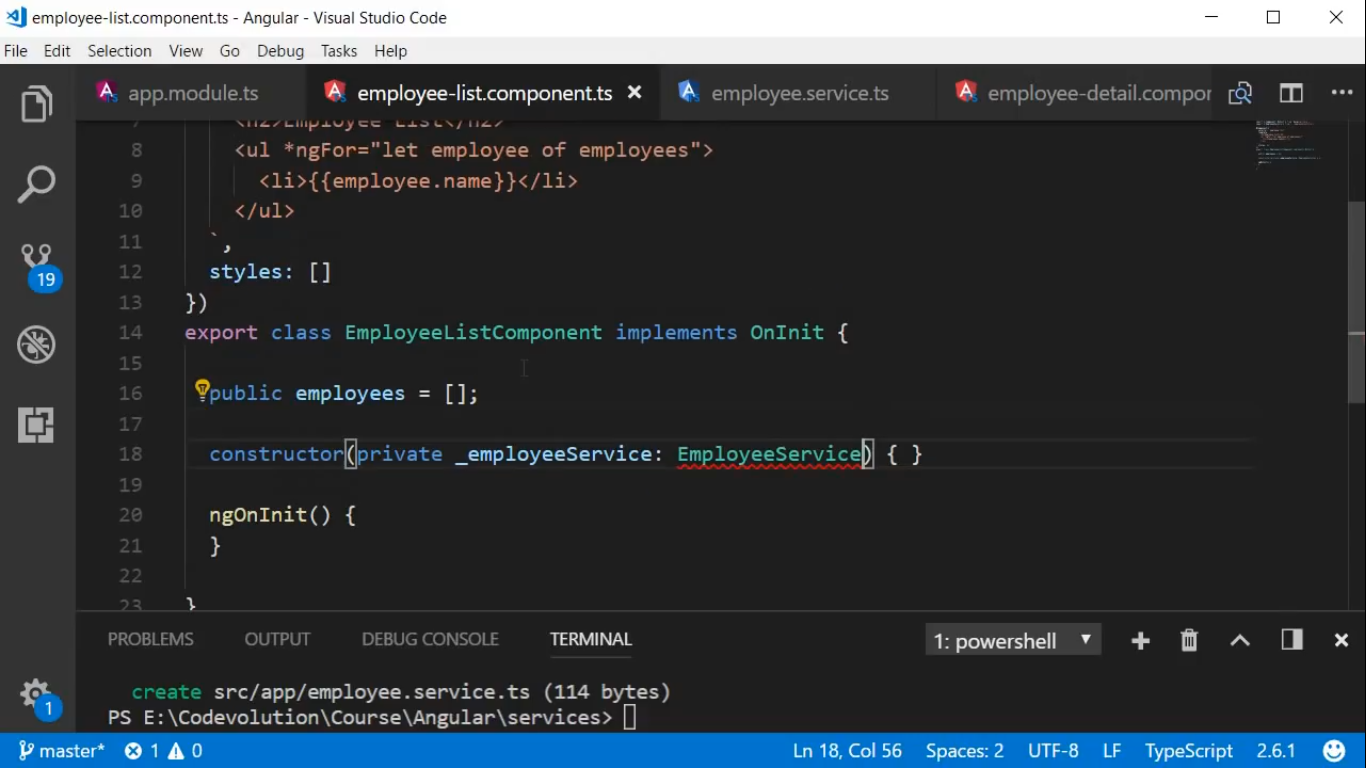 employee-list.component.ts - Angular - Visual Studio Code
File Edit Selection View Go Debug Tasks Help
app.module.ts employee-list.component.ts employee.service.ts employee-detail.compor
7 <h2>Employee List</h2>
8 <ul *ngFor="let employee of employees">
9 <li>{{employee.name}}</li>
10 </ul>
11 `,
12 styles: []
13 })
14 export class EmployeeListComponent implements OnInit {
15
16 public employees = [];
17
18 constructor(private _employeeService: EmployeeService) { }
19
20 ngOnInit() {
21 }
22
23 }
19
1
PROBLEMS OUTPUT DEBUG CONSOLE TERMINAL 1: powershell
create src/app/employee.service.ts (114 bytes)
PS E:\Codevolution\Course\Angular\services>
master* 1 0 Ln 18, Col 56 Spaces: 2 UTF-8 LF TypeScript 2.6.1